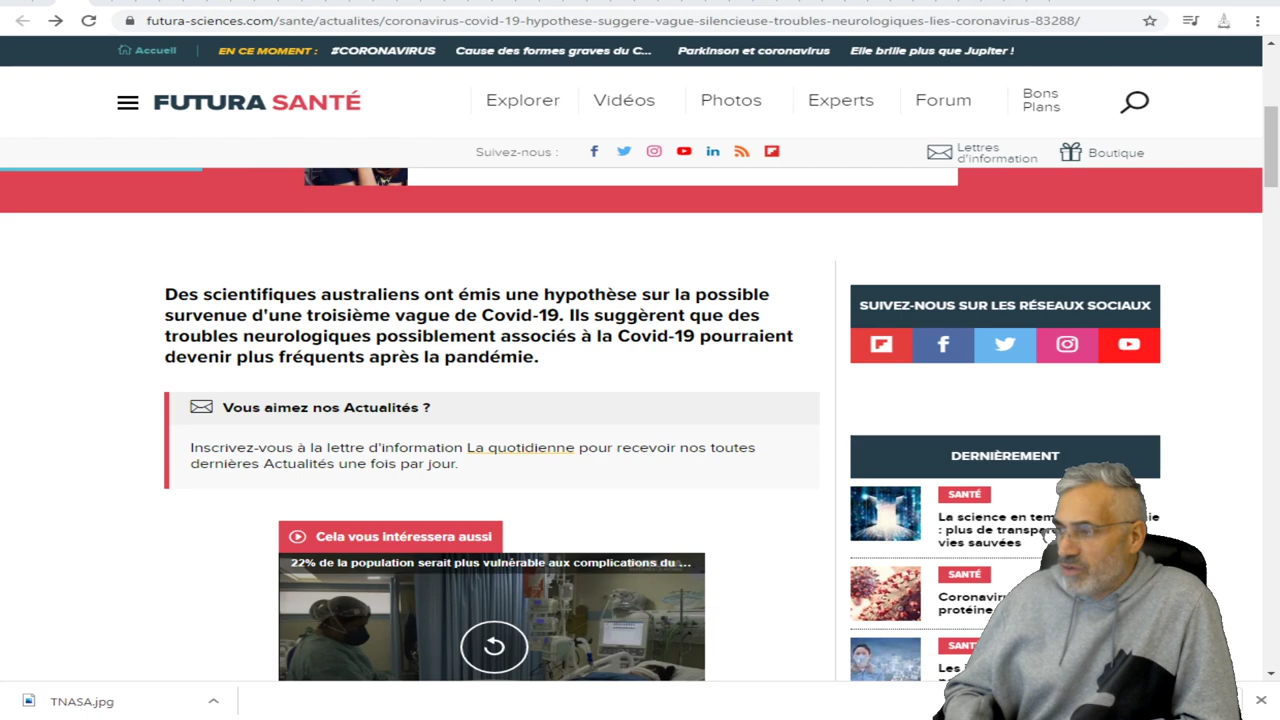 futura-sciences.com/sante/actualites/coronavirus-covid-19-hypothese-suggere-vague-silencieuse-troubles-neurologiques-lies-coronavirus-83288/
Accueil | EN CE MOMENT : #CORONAVIRUS Cause des formes graves du C... Parkinson et coronavirus Elle brille plus que Jupiter !
FUTURA SANTÉ
Explorer Vidéos Photos Experts Forum Bons Plans
Suivez-nous :
Lettres d'information
Boutique
Des scientifiques australiens ont émis une hypothèse sur la possible
survenue d'une troisième vague de Covid-19. Ils suggèrent que des
troubles neurologiques possiblement associés à la Covid-19 pourraient
devenir plus fréquents après la pandémie.
Vous aimez nos Actualités ?
Inscrivez-vous à la lettre d'information La quotidienne pour recevoir nos toutes
dernières Actualités une fois par jour.
Cela vous intéressera aussi
22% de la population serait plus vulnérable aux complications du ...
SUIVEZ-NOUS SUR LES RÉSEAUX SOCIAUX
DERNIÈREMENT
SANTÉ
La science en
: plus de
vies sauvées
SANTÉ
protéine
Les
TNASA.jpg